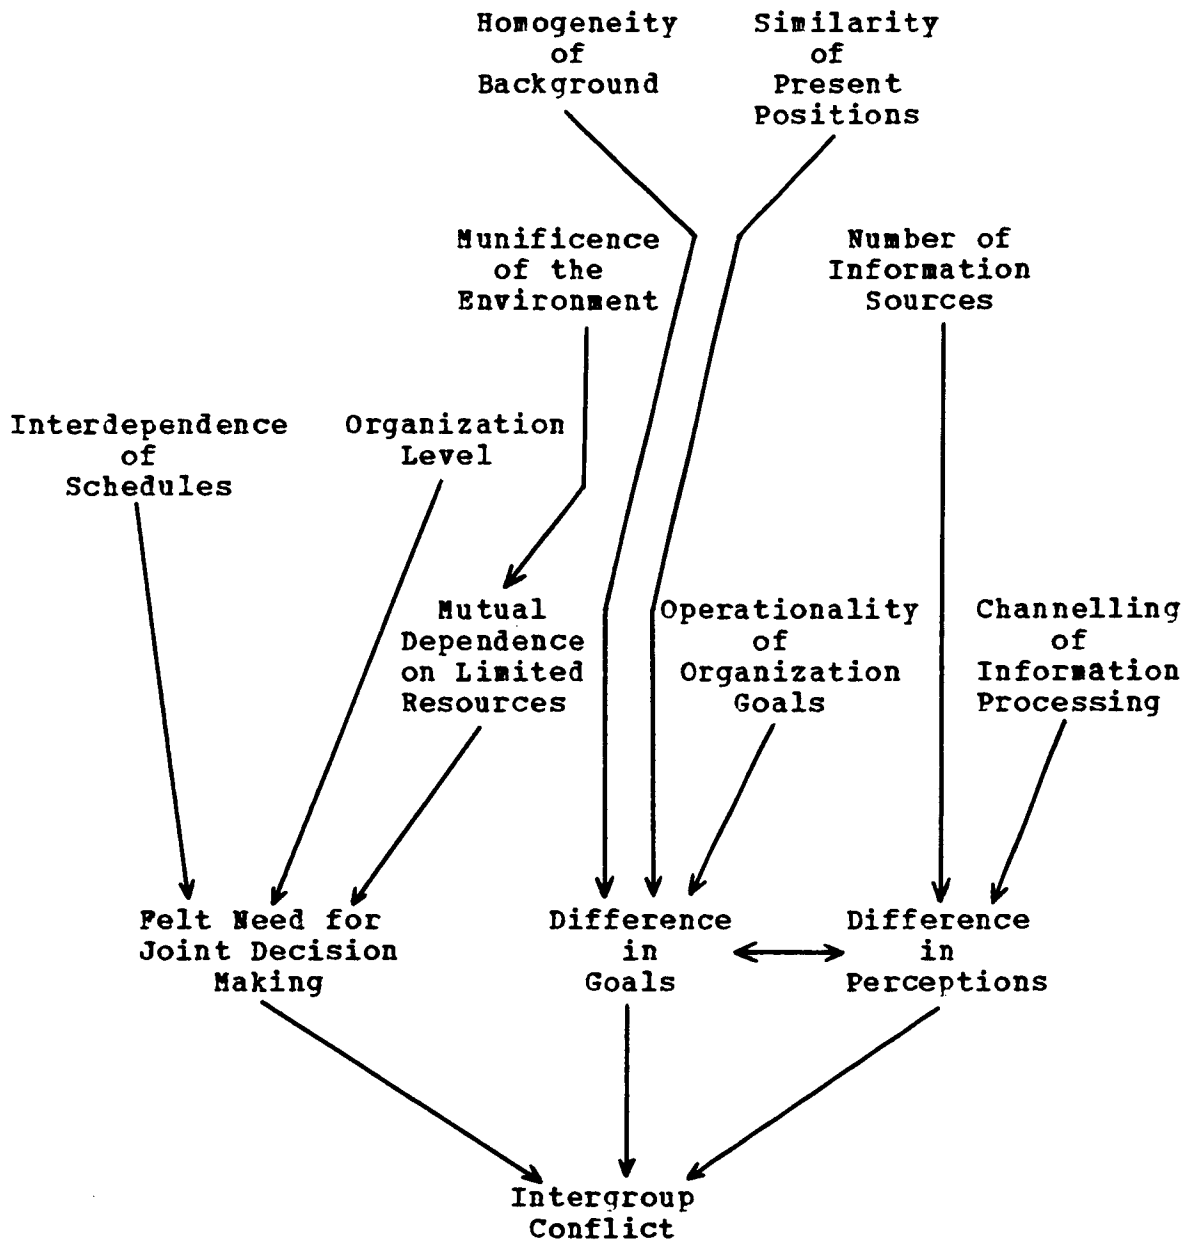 Homogeneity
of
Background
Similarity
of
Present
Positions
Munificence
of the
Environment
Number of
Information
Sources
Interdependence
of
Schedules
Organization
Level
Mutual
Dependence
on Limited
Resources
Operationality
of
Organization
Goals
Channelling
of
Information
Processing
Felt Need for
Joint Decision
Making
Difference
in
Goals
Difference
in
Perceptions
Intergroup
Conflict